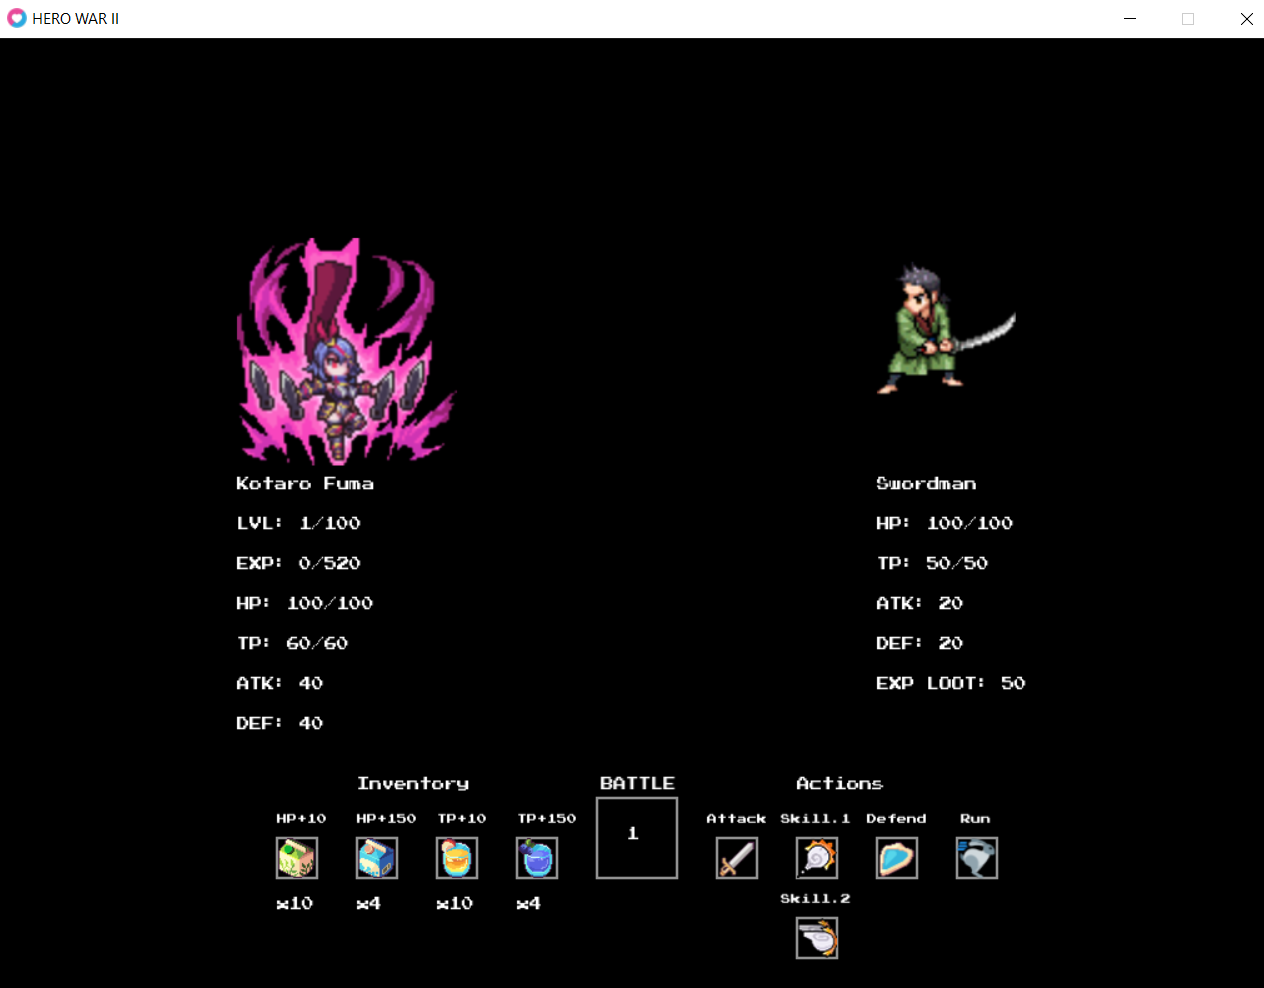 HERO WAR II
Kotaro Fuma
LVL: 1/100
EXP: 0/520
HP: 100/100
TP: 60/60
ATK: 40
DEF: 40
Swordman
HP: 100/100
TP: 50/50
ATK: 20
DEF: 20
EXP LOOT: 50
Inventory
HP+10 HP+150 TP+10 TP+150
x10 x4 x10 x4
BATTLE
1
Actions
Attack Skill.1 Defend Run
Skill.2